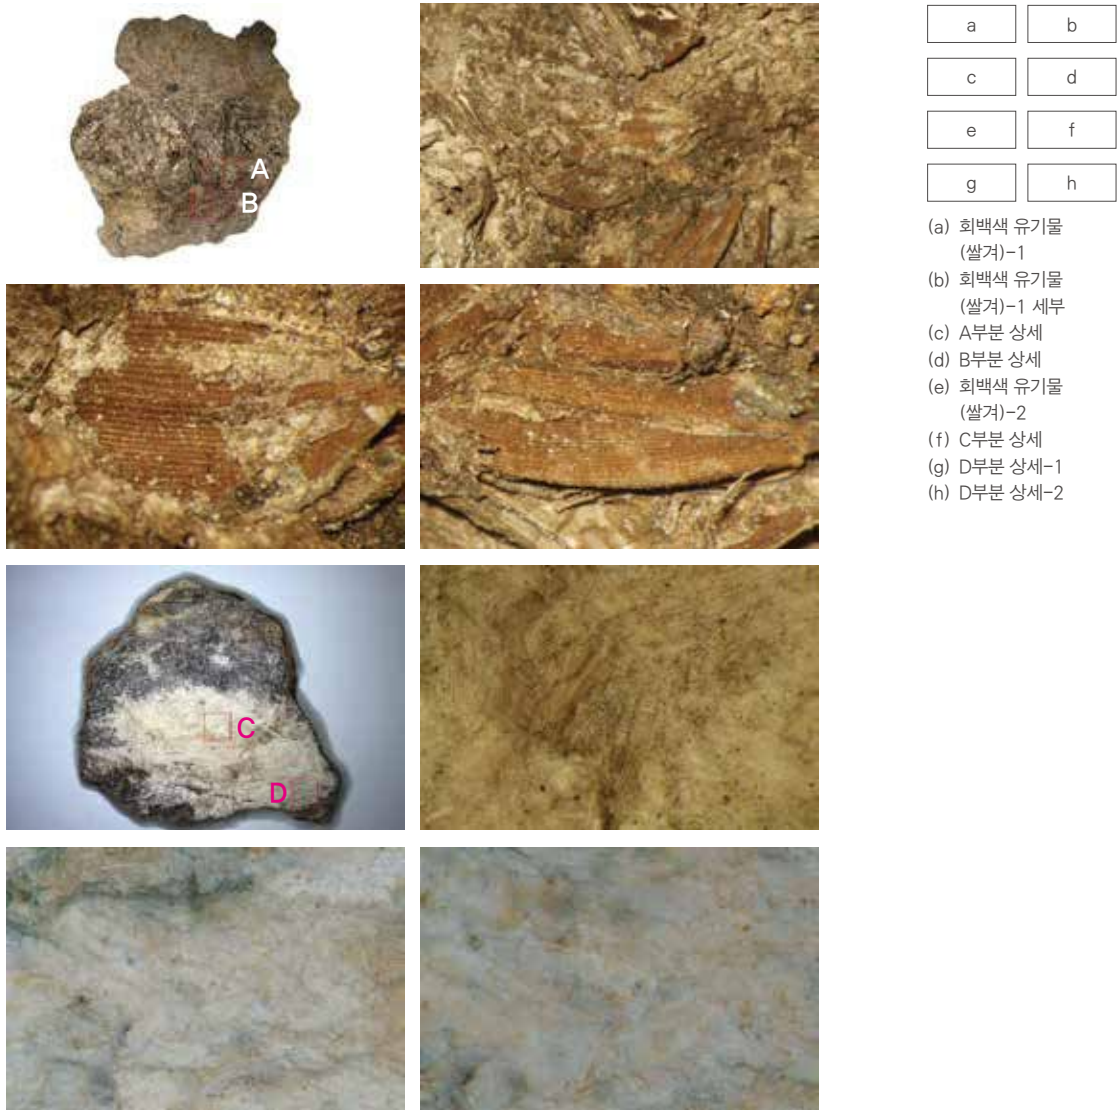 A
B
C
D
a
b
c
d
e
f
g
h
(a) 회백색 유기물
(쌀겨)-1
(b) 회백색 유기물
(쌀겨)-1 세부
(c) A부분 상세
(d) B부분 상세
(e) 회백색 유기물
(쌀겨)-2
(f) C부분 상세
(g) D부분 상세-1
(h) D부분 상세-2